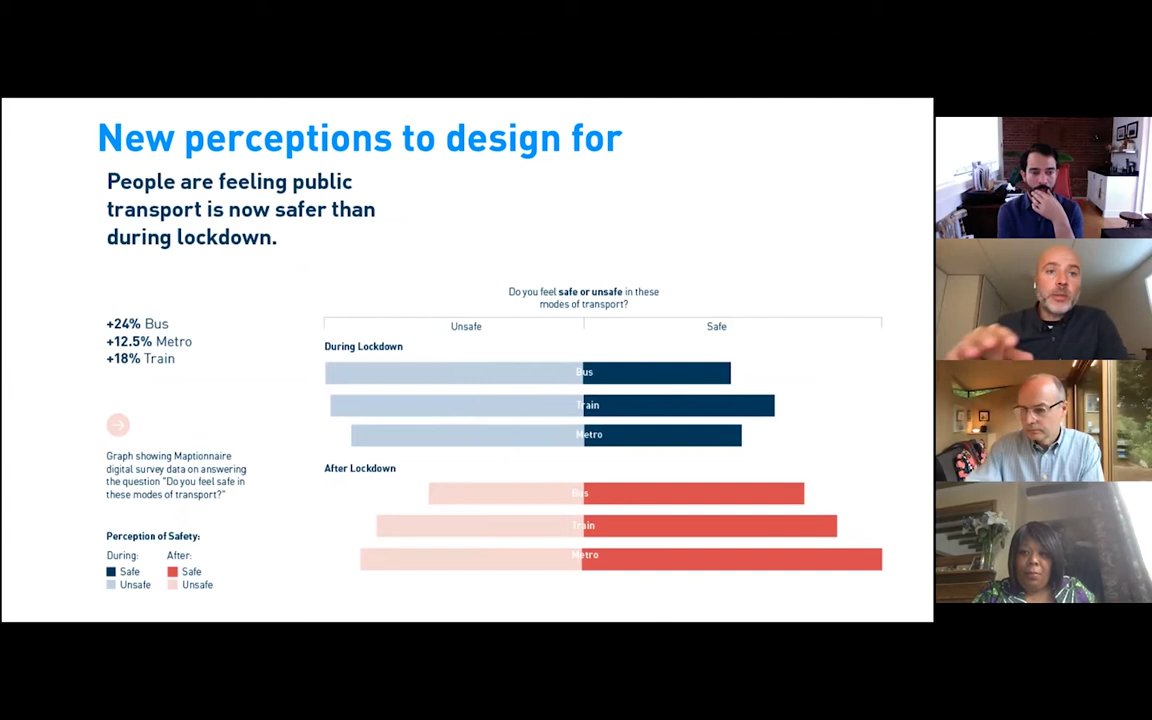 New perceptions to design for
People are feeling public
transport is now safer than
during lockdown.
Do you feel safe or unsafe in these
modes of transport?
Unsafe
Safe
+24% Bus
+12.5% Metro
+18% Train
During Lockdown
Bus
Train
Metro
After Lockdown
Bus
Train
Metro
Graph showing Maptionnaire
digital survey data on answering
the question "Do you feel safe in
these modes of transport?"
Perception of Safety:
During: After:
Safe Safe
Unsafe Unsafe